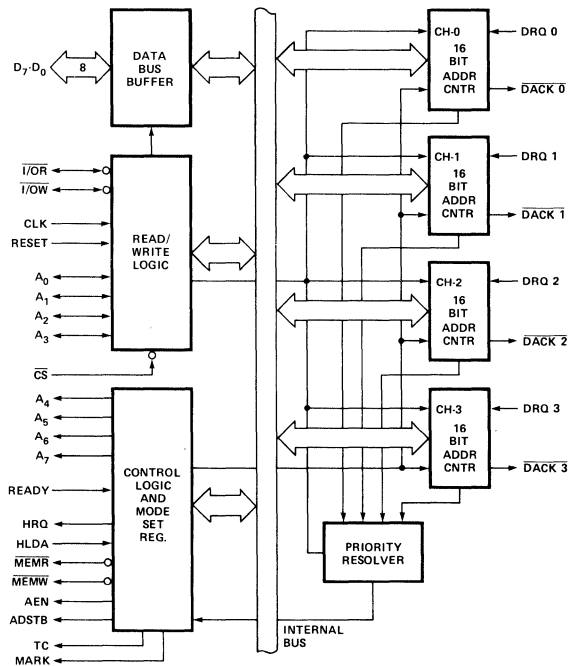 D7-D0
8
DATA
BUS
BUFFER
I/OR
I/OW
CLK
RESET
A0
A1
A2
A3
CS
READ/
WRITE
LOGIC
A4
A5
A6
A7
READY
HRQ
HLDA
MEMR
MEMW
AEN
ADSTB
TC
MARK
CONTROL
LOGIC
AND
MODE
SET
REG.
INTERNAL
BUS
CH-0
16
BIT
ADDR
CNTR
DRQ 0
DACK 0
CH-1
16
BIT
ADDR
CNTR
DRQ 1
DACK 1
CH-2
16
BIT
ADDR
CNTR
DRQ 2
DACK 2
CH-3
16
BIT
ADDR
CNTR
DRQ 3
DACK 3
PRIORITY
RESOLVER